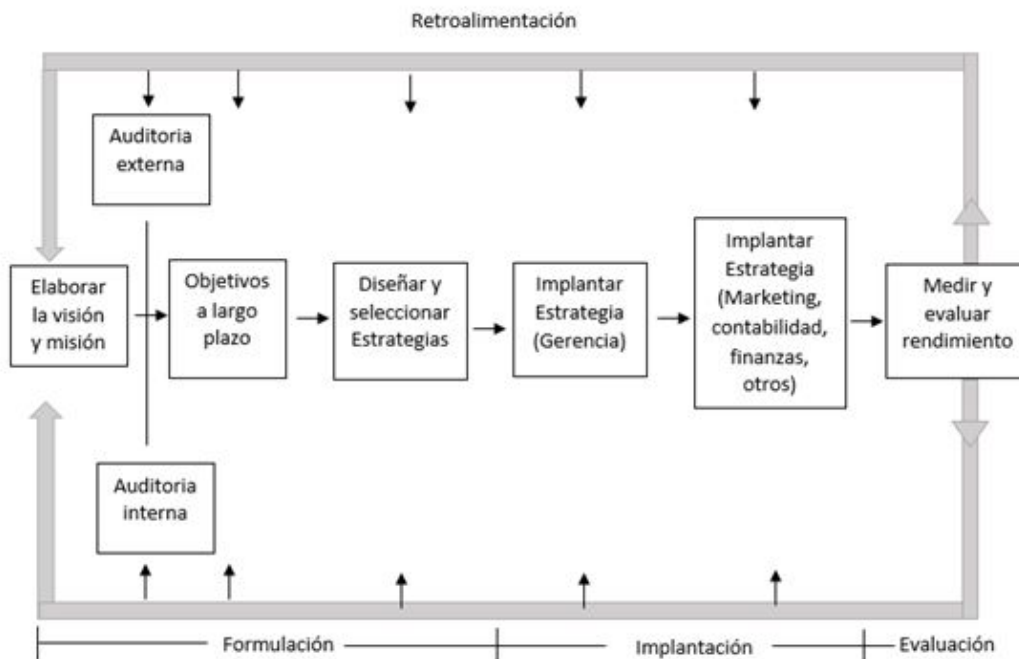 Retroalimentación
Auditoria
externa
Elaborar
la visión
y misión
Objetivos
a largo
plazo
Diseñar y
seleccionar
Estrategias
Implantar
Estrategia
(Gerencia)
Implantar
Estrategia
(Marketing,
contabilidad,
finanzas,
otros)
Medir y
evaluar
rendimiento
Auditoria
interna
Formulación
Implantación
Evaluación